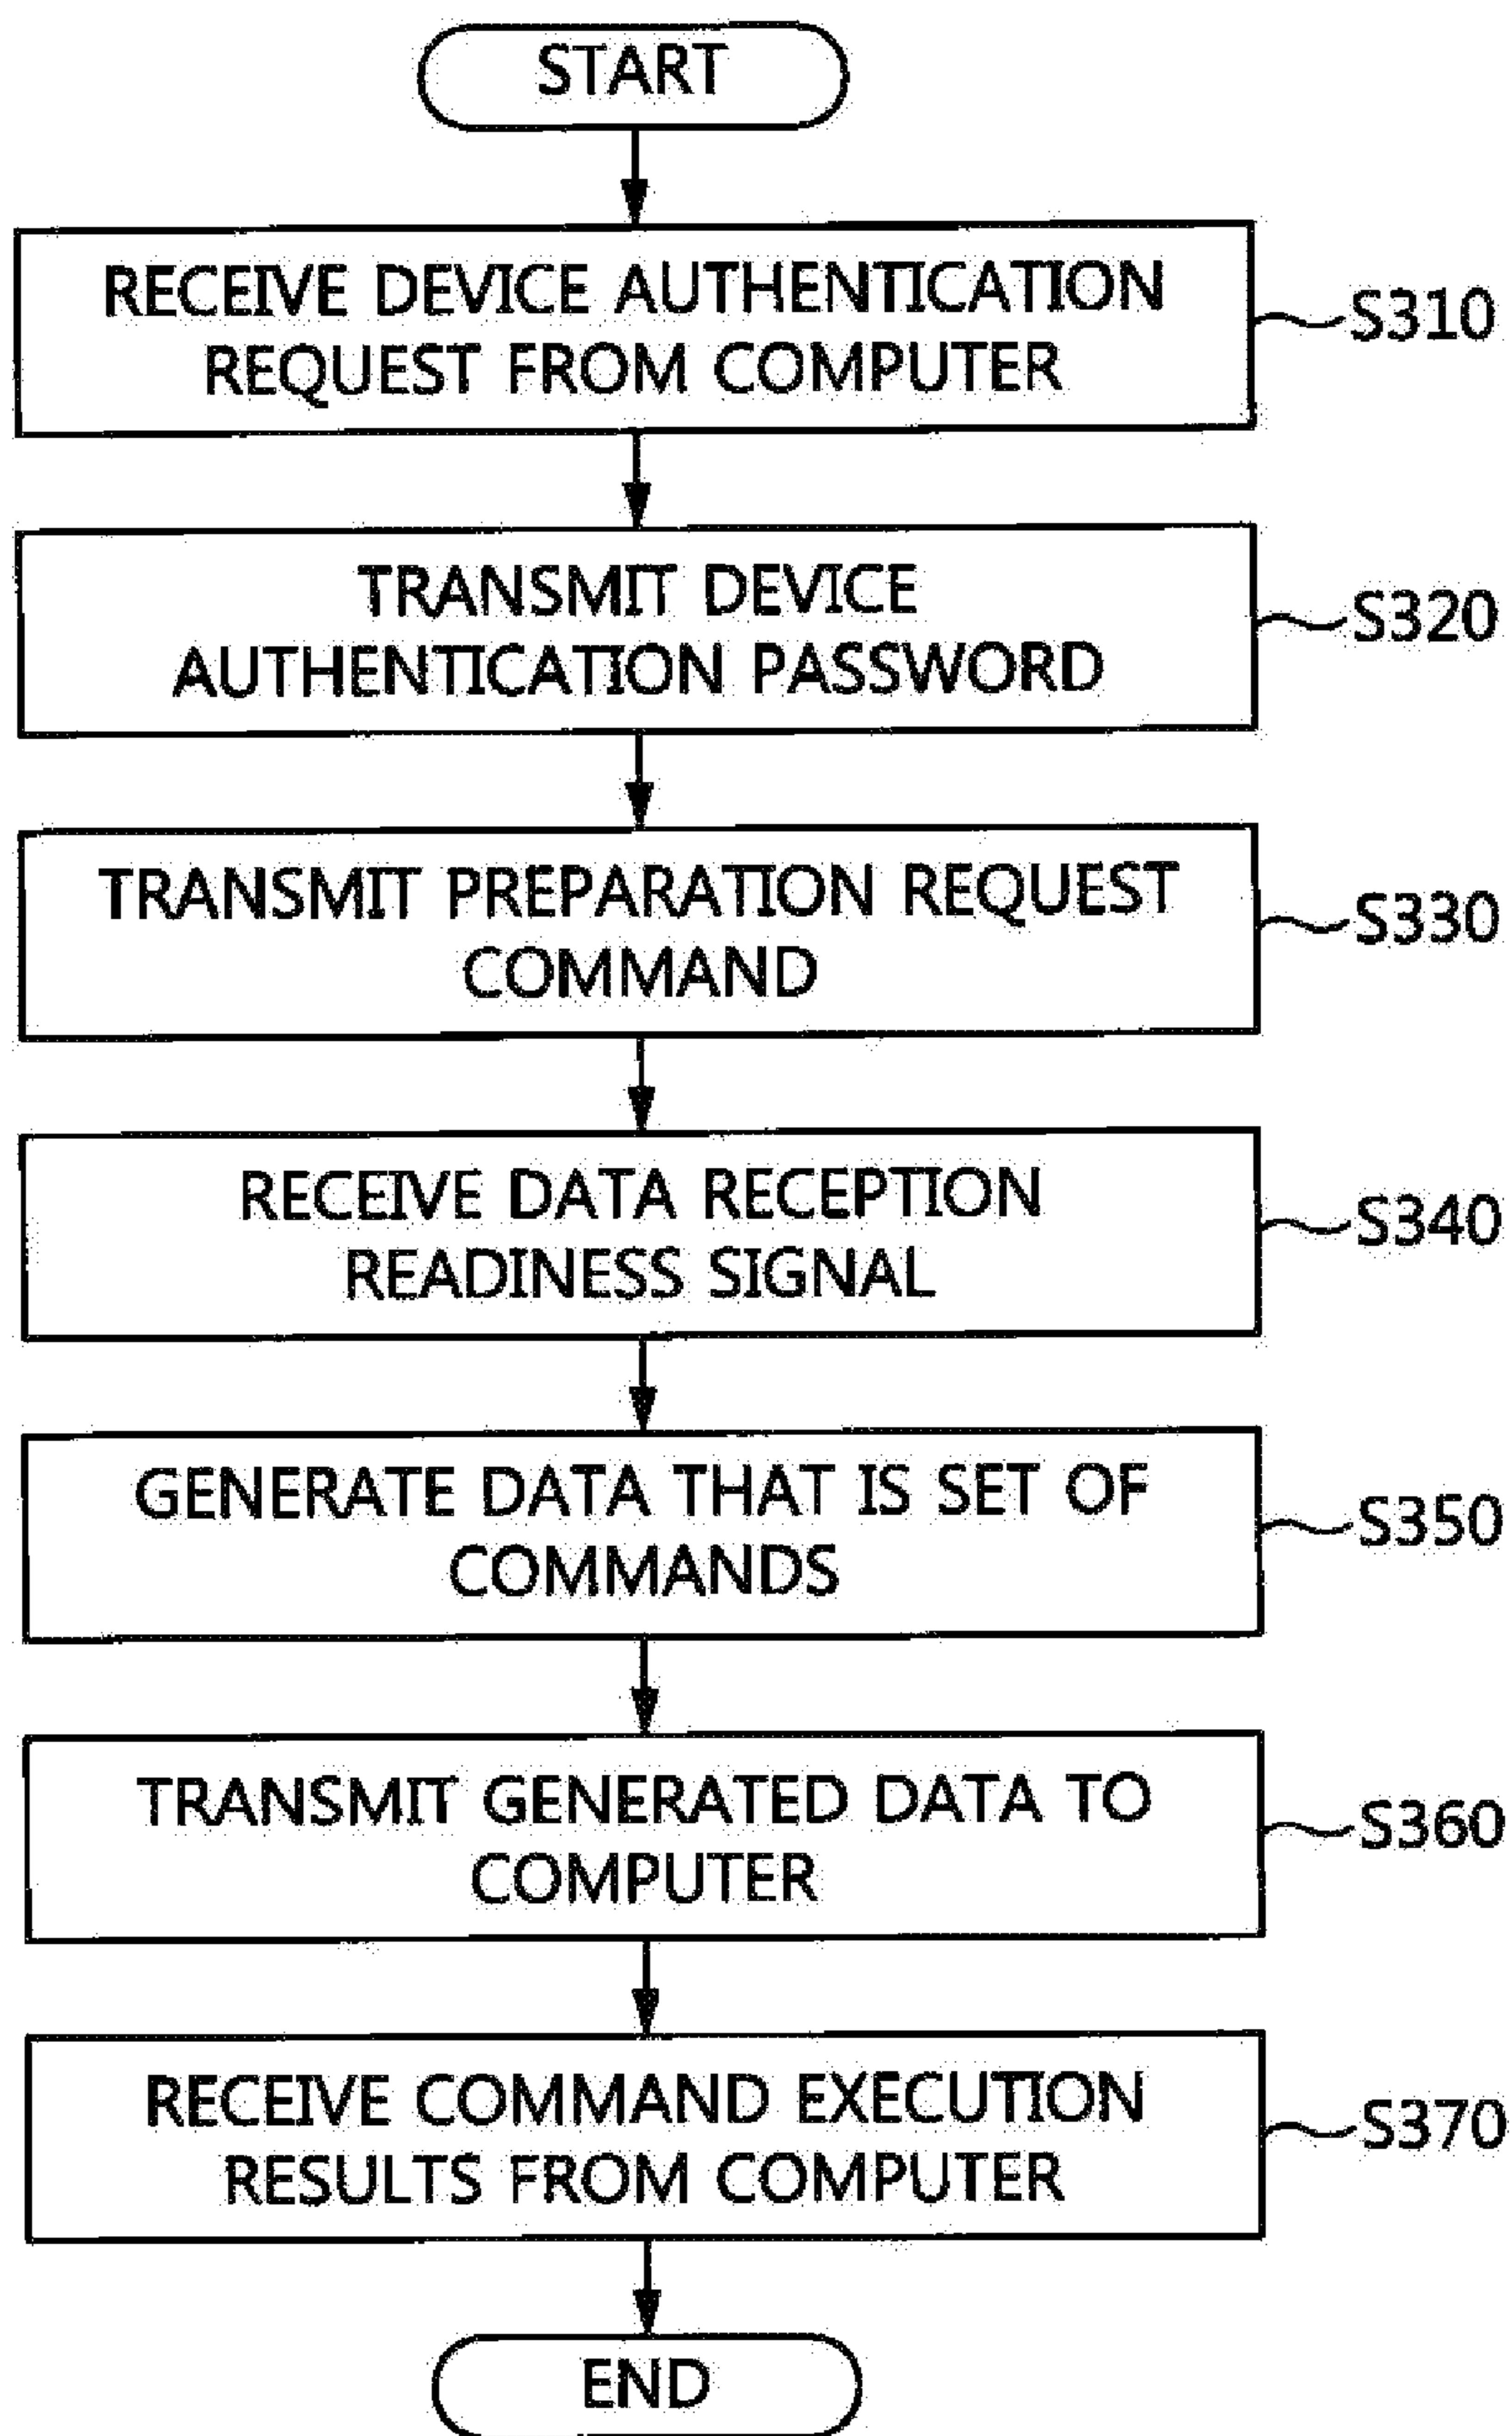 START
RECEIVE DEVICE AUTHENTICATION
REQUEST FROM COMPUTER
S310
TRANSMIT DEVICE
AUTHENTICATION PASSWORD
S320
TRANSMIT PREPARATION REQUEST
COMMAND
S330
RECEIVE DATA RECEPTION
READINESS SIGNAL
S340
GENERATE DATA THAT IS SET OF
COMMANDS
S350
TRANSMIT GENERATED DATA TO
COMPUTER
S360
RECEIVE COMMAND EXECUTION
RESULTS FROM COMPUTER
S370
END